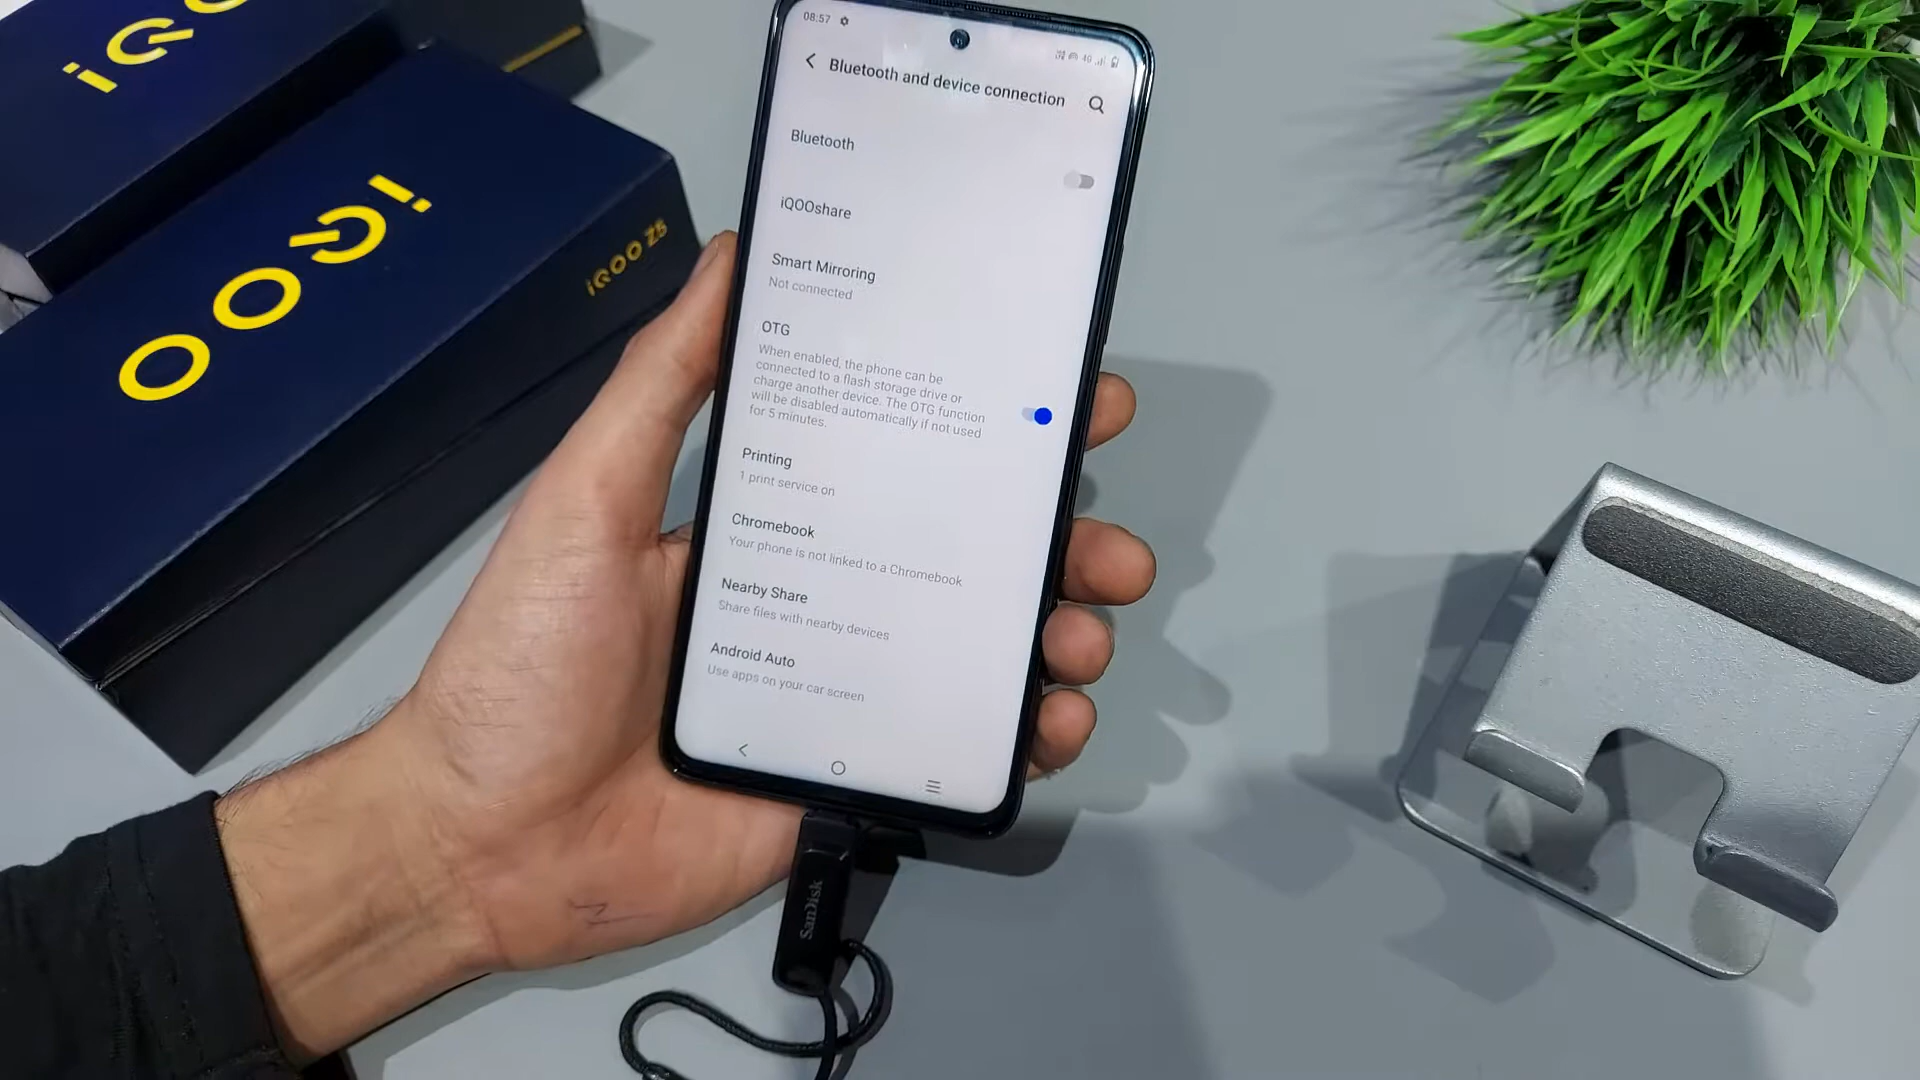 iQOO
iQOO Z5
08:57
4G
Bluetooth and device connection
Bluetooth
iQOOshare
Smart Mirroring
Not connected
OTG
When enabled, the phone can be
connected to a flash storage drive or
charge another device. The OTG function
will be disabled automatically if not used
for 5 minutes.
Printing
1 print service on
Chromebook
Your phone is not linked to a Chromebook
Nearby Share
Share files with nearby devices
Android Auto
Use apps on your car screen
SanDisk